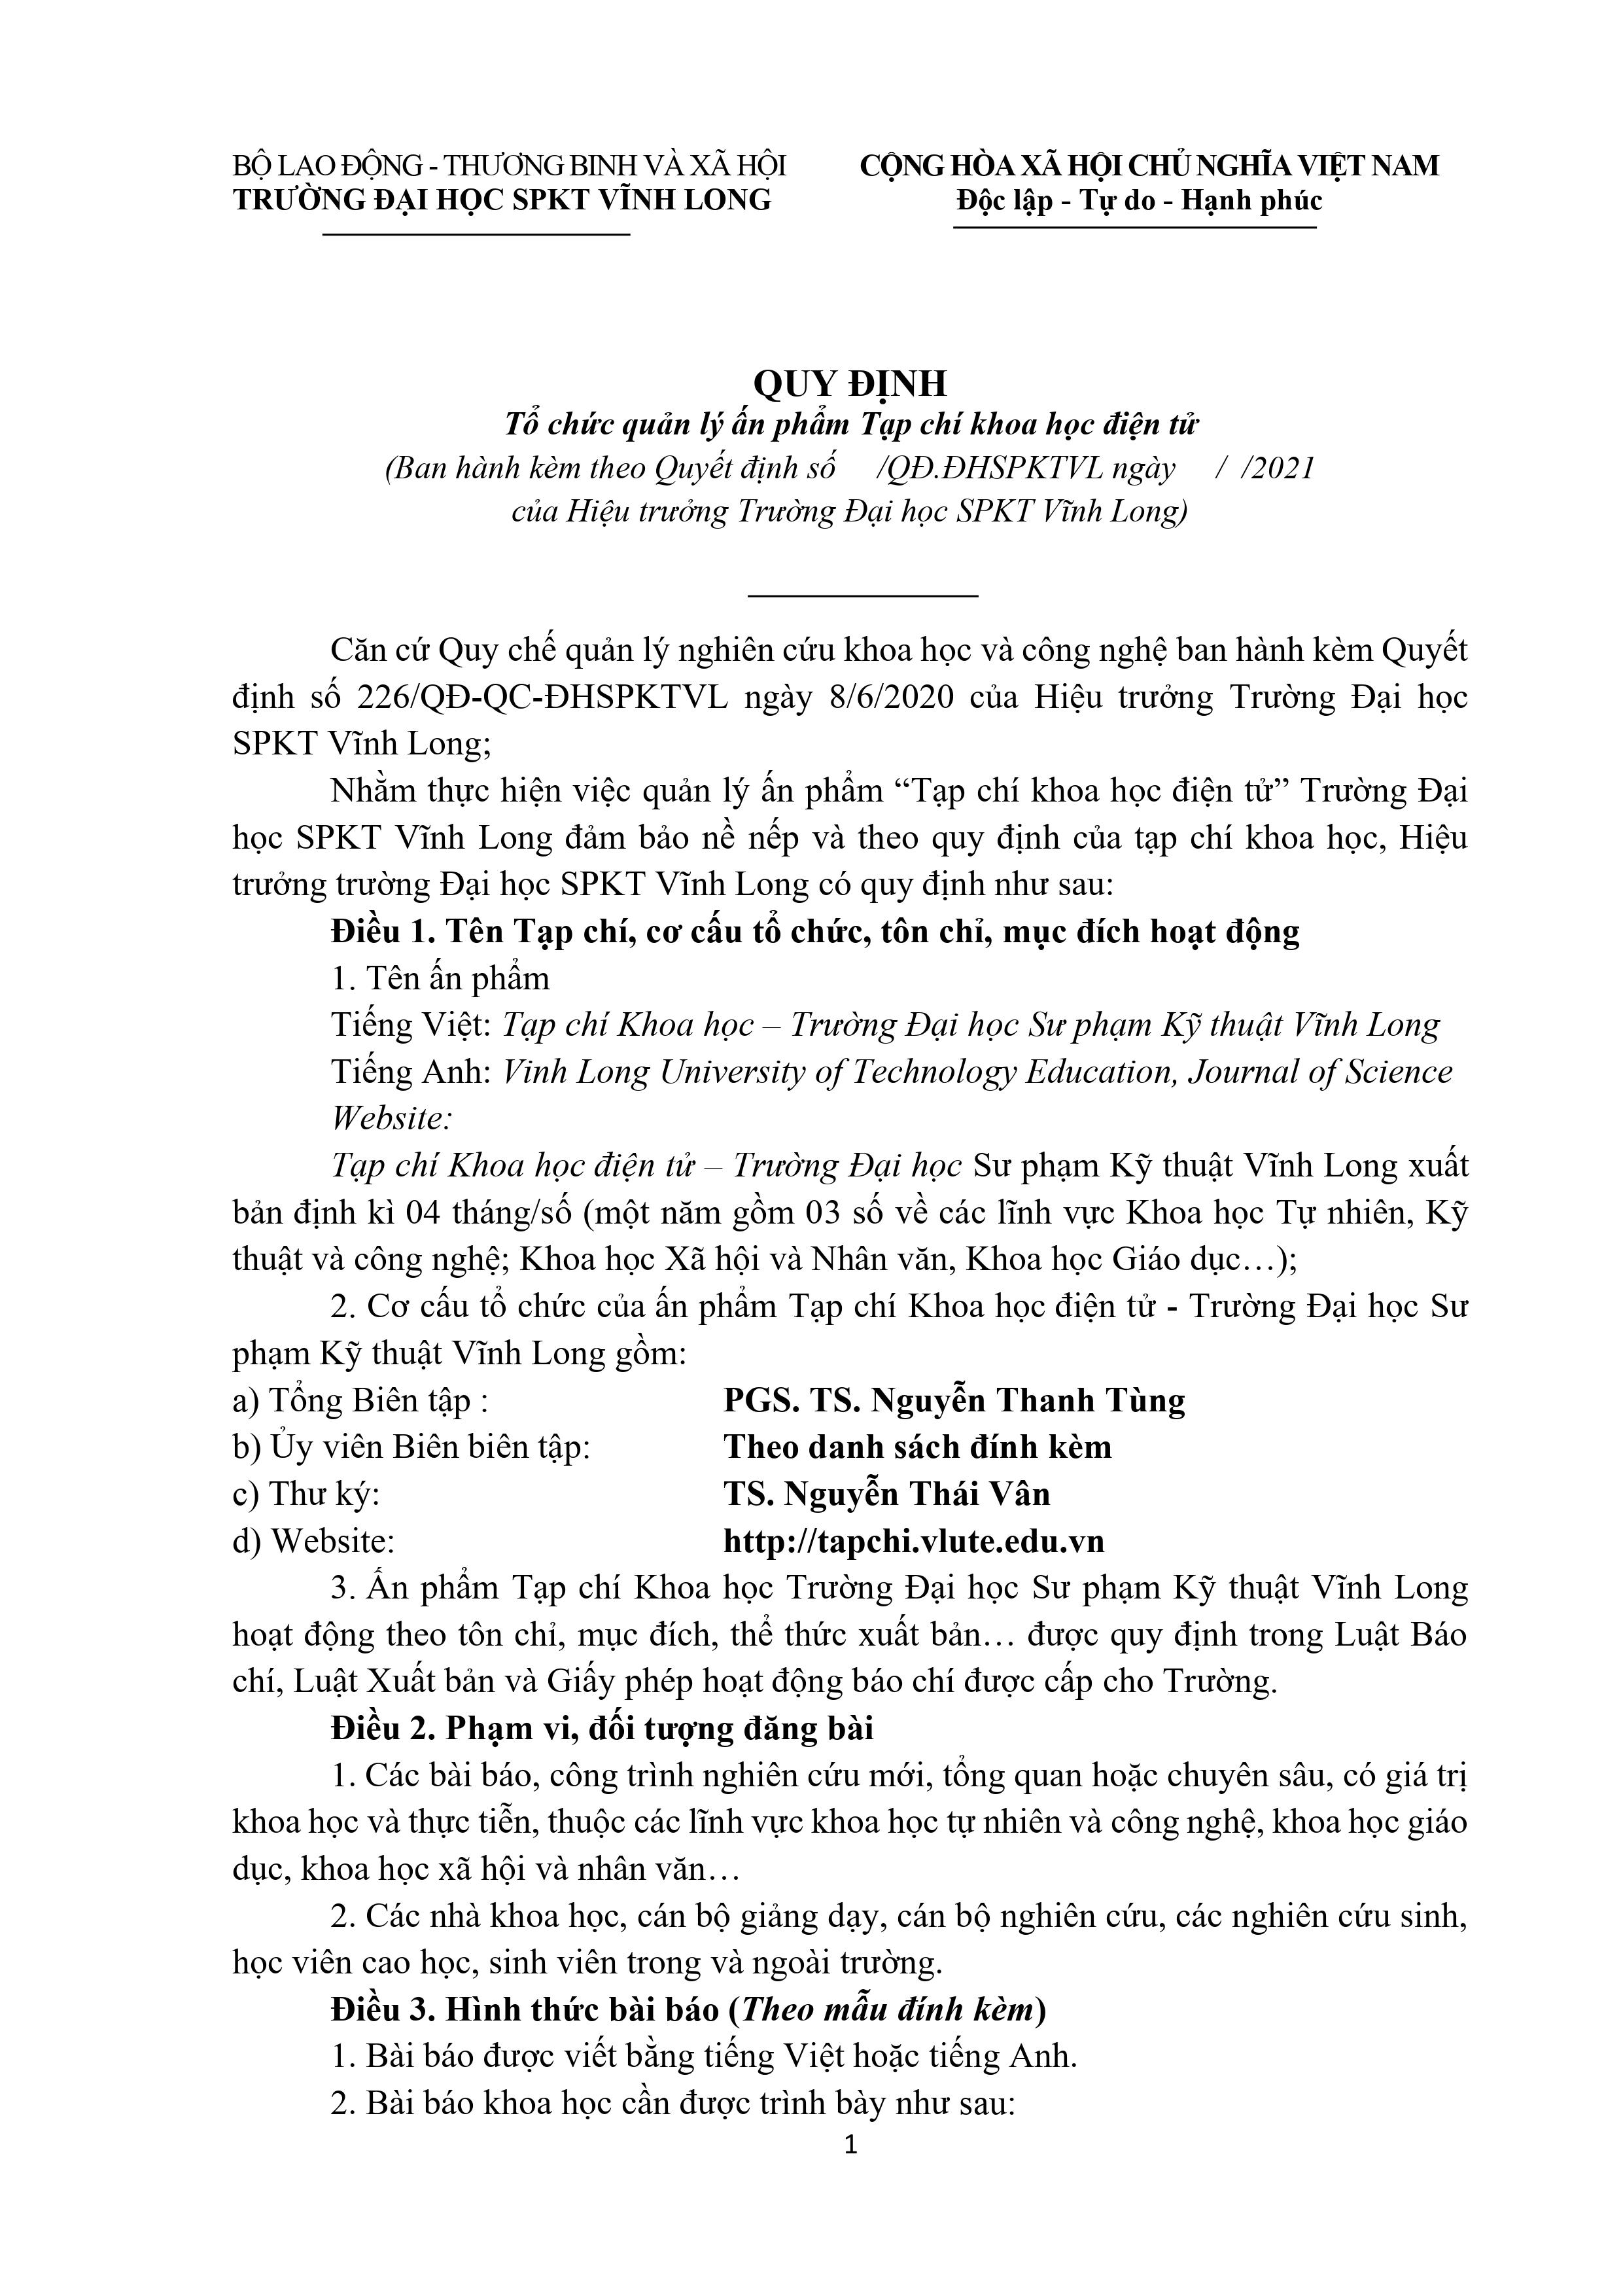 BỘ LAO ĐỘNG - THƯƠNG BINH VÀ XÃ HỘI
TRƯỜNG ĐẠI HỌC SPKT VĨNH LONG
CỘNG HÒA XÃ HỘI CHỦ NGHĨA VIỆT NAM
Độc lập - Tự do - Hạnh phúc
QUY ĐỊNH
Tổ chức quản lý ấn phẩm Tạp chí khoa học điện tử
(Ban hành kèm theo Quyết định số /QĐ.ĐHSPKTVL ngày / /2021
của Hiệu trưởng Trường Đại học SPKT Vĩnh Long)
Căn cứ Quy chế quản lý nghiên cứu khoa học và công nghệ ban hành kèm Quyết
định số 226/QĐ-QC-ĐHSPKTVL ngày 8/6/2020 của Hiệu trưởng Trường Đại học
SPKT Vĩnh Long;
Nhằm thực hiện việc quản lý ấn phẩm “Tạp chí khoa học điện tử” Trường Đại
học SPKT Vĩnh Long đảm bảo nề nếp và theo quy định của tạp chí khoa học, Hiệu
trưởng trường Đại học SPKT Vĩnh Long có quy định như sau:
Điều 1. Tên Tạp chí, cơ cấu tổ chức, tôn chỉ, mục đích hoạt động
1. Tên ấn phẩm
Tiếng Việt: Tạp chí Khoa học – Trường Đại học Sư phạm Kỹ thuật Vĩnh Long
Tiếng Anh: Vinh Long University of Technology Education, Journal of Science
Website:
Tạp chí Khoa học điện tử – Trường Đại học Sư phạm Kỹ thuật Vĩnh Long xuất
bản định kì 04 tháng/số (một năm gồm 03 số về các lĩnh vực Khoa học Tự nhiên, Kỹ
thuật và công nghệ; Khoa học Xã hội và Nhân văn, Khoa học Giáo dục…);
2. Cơ cấu tổ chức của ấn phẩm Tạp chí Khoa học điện tử - Trường Đại học Sư
phạm Kỹ thuật Vĩnh Long gồm:
a) Tổng Biên tập : PGS. TS. Nguyễn Thanh Tùng
b) Ủy viên Biên biên tập: Theo danh sách đính kèm
c) Thư ký: TS. Nguyễn Thái Vân
d) Website: http://tapchi.vlute.edu.vn
3. Ấn phẩm Tạp chí Khoa học Trường Đại học Sư phạm Kỹ thuật Vĩnh Long
hoạt động theo tôn chỉ, mục đích, thể thức xuất bản… được quy định trong Luật Báo
chí, Luật Xuất bản và Giấy phép hoạt động báo chí được cấp cho Trường.
Điều 2. Phạm vi, đối tượng đăng bài
1. Các bài báo, công trình nghiên cứu mới, tổng quan hoặc chuyên sâu, có giá trị
khoa học và thực tiễn, thuộc các lĩnh vực khoa học tự nhiên và công nghệ, khoa học giáo
dục, khoa học xã hội và nhân văn…
2. Các nhà khoa học, cán bộ giảng dạy, cán bộ nghiên cứu, các nghiên cứu sinh,
học viên cao học, sinh viên trong và ngoài trường.
Điều 3. Hình thức bài báo (Theo mẫu đính kèm)
1. Bài báo được viết bằng tiếng Việt hoặc tiếng Anh.
2. Bài báo khoa học cần được trình bày như sau:
1